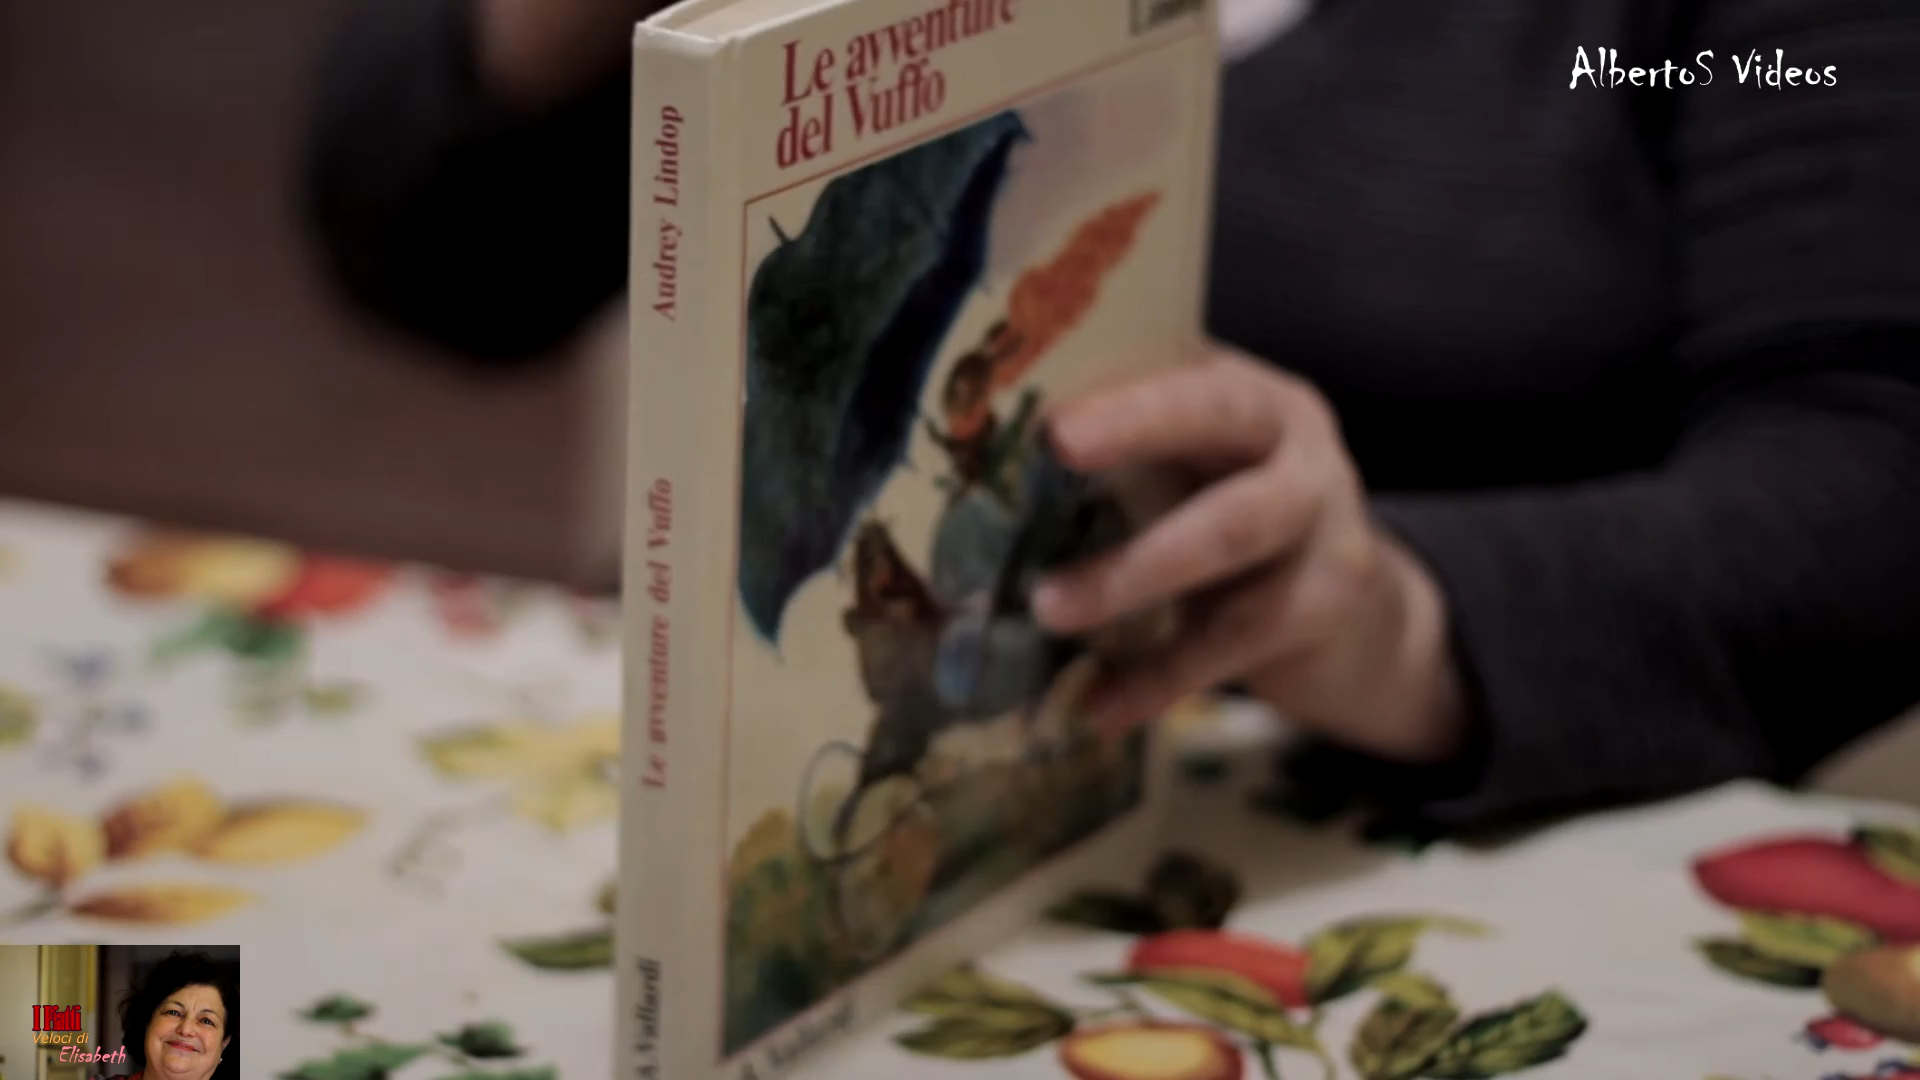 Le avventure
del Vuffo
AlbertoS Videos
Audrey Lindop
Le avventure del Vuffo
A Vallardi
I Piatti
Veloci di
Elisabeth